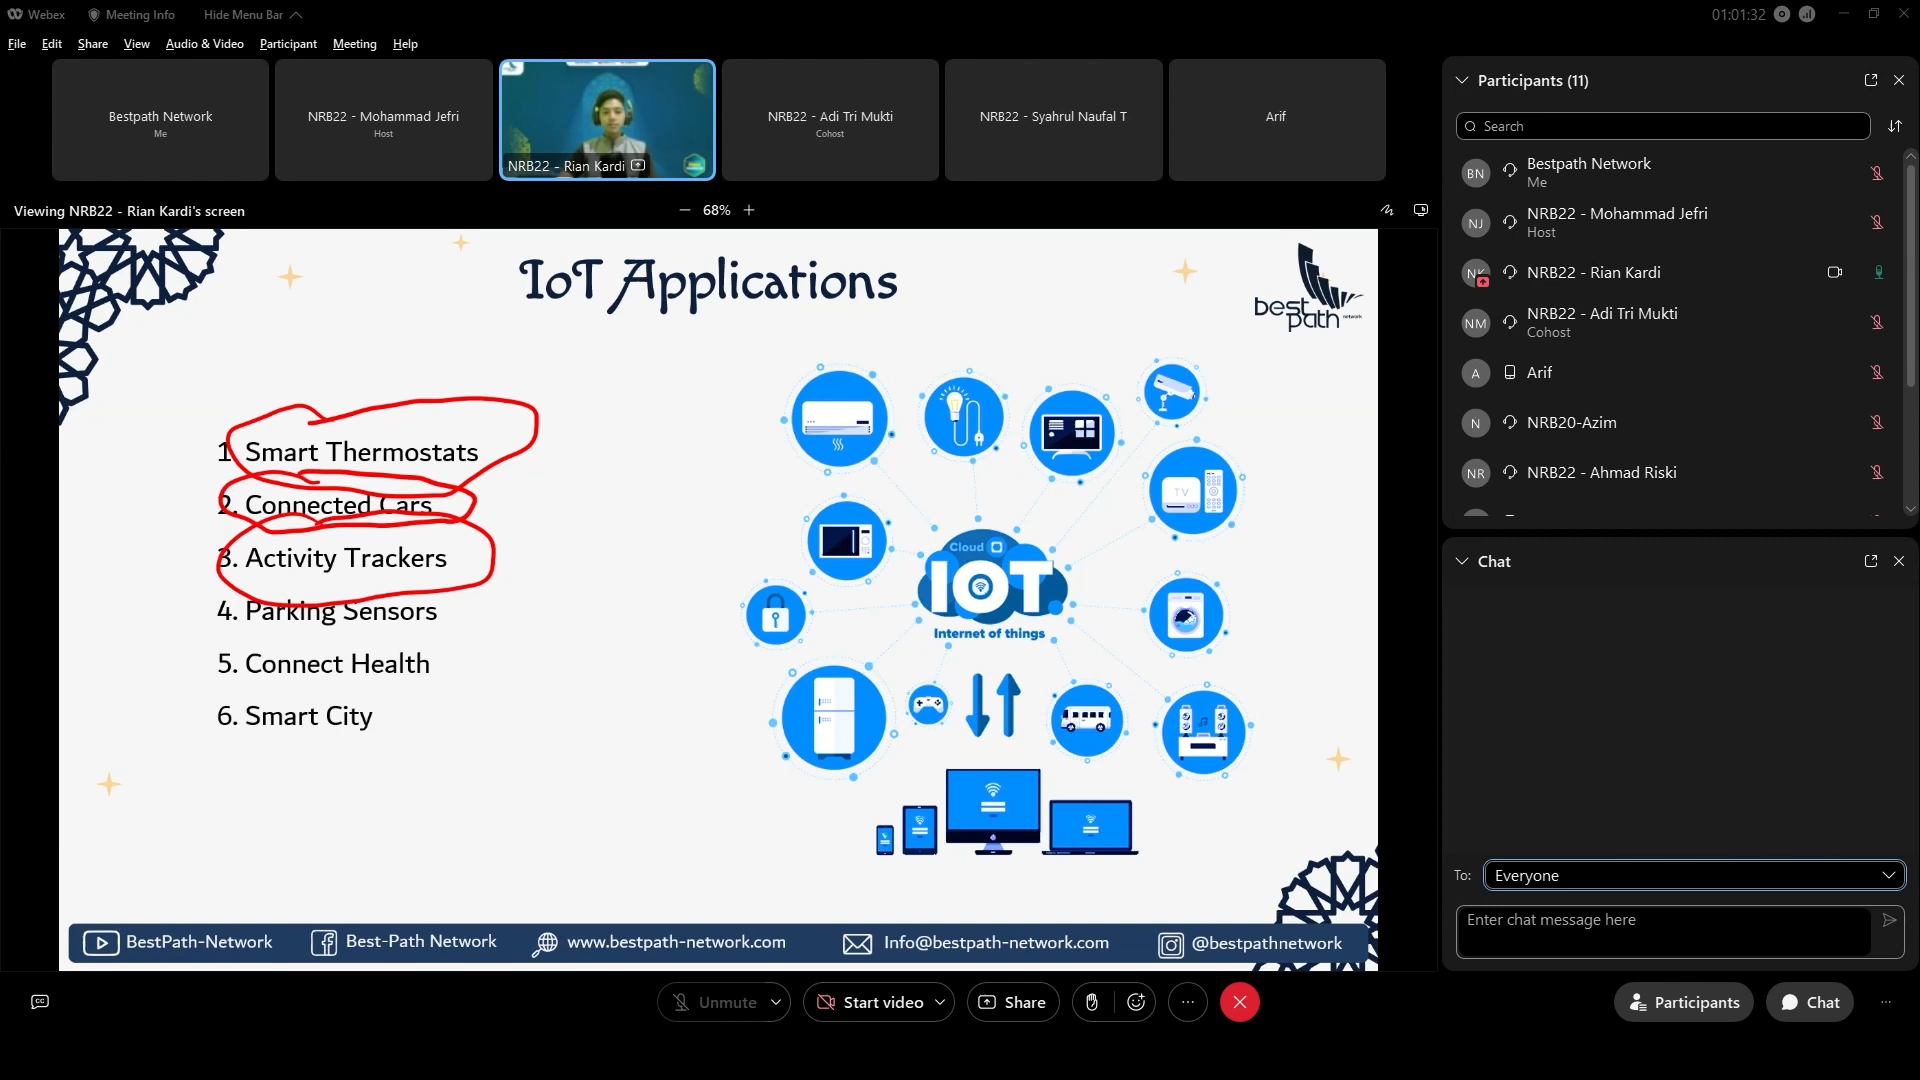 Webex
Meeting Info
Hide Menu Bar
01:01:32
File Edit Share View Audio & Video Participant Meeting Help
Bestpath Network
Me
NRB22 - Mohammad Jefri
Host
NRB22 - Rian Kardi
NRB22 - Adi Tri Mukti
Cohost
NRB22 - Syahrul Naufal T
Arif
Viewing NRB22 - Rian Kardi's screen
68%
IoT Applications
best path network
1. Smart Thermostats
2. Connected Cars
3. Activity Trackers
4. Parking Sensors
5. Connect Health
6. Smart City
TV
Cloud
IOT
Internet of things
BestPath-Network
Best-Path Network
www.bestpath-network.com
Info@bestpath-network.com
@bestpathnetwork
Participants (11)
Search
BN
Bestpath Network
Me
NJ
NRB22 - Mohammad Jefri
Host
NK
NRB22 - Rian Kardi
NM
NRB22 - Adi Tri Mukti
Cohost
A
Arif
N
NRB20-Azim
NR
NRB22 - Ahmad Riski
Chat
To:
Everyone
Enter chat message here
CC
Unmute
Start video
Share
Participants
Chat